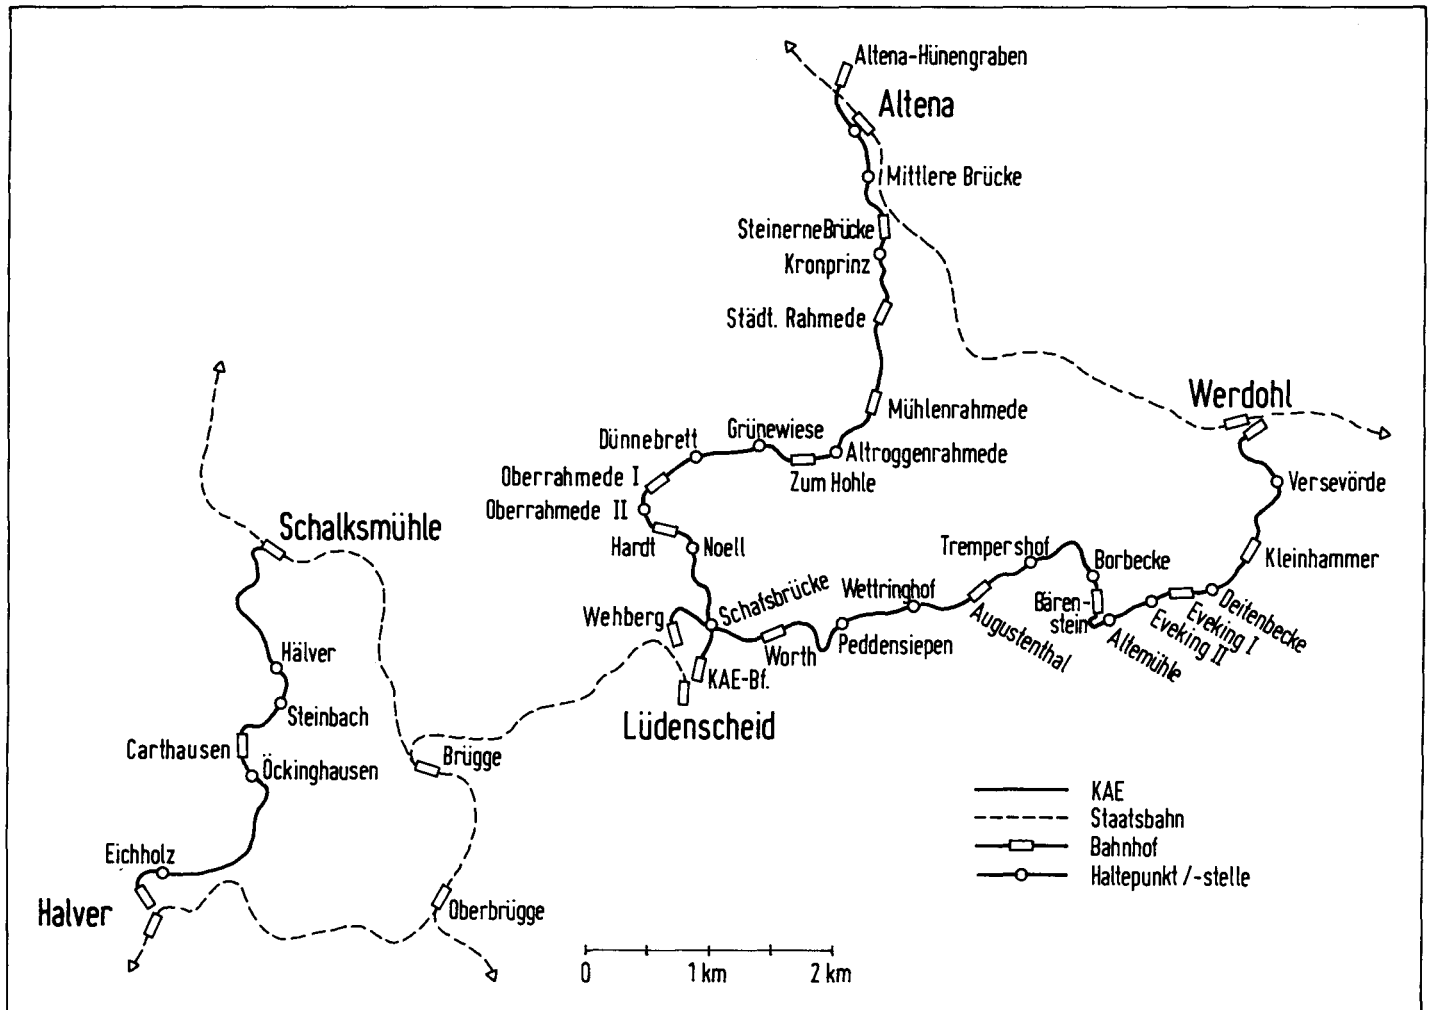 Altena-Hünengraben
Altena
Mittlere Brücke
Steinerne Brücke
Kronprinz
Städt. Rahmede
Mühlenrahmede
Altroggenrahmede
Zum Hohle
Grünewiese
Dünnebrett
Oberrahmede I
Oberrahmede II
Hardt
Noell
Schafsbrücke
Wehberg
KAE-Bf.
Lüdenscheid
Worth
Peddensiepen
Wettringhof
Augustenthal
Trempershof
Borbecke
Bären-
stein
Altemühle
Eveking II
Eveking I
Deitenbecke
Kleinhammer
Versevörde
Werdohl
Schalksmühle
Hälver
Steinbach
Carthausen
Öckinghausen
Eichholz
Halver
Brügge
Oberbrügge
KAE
Staatsbahn
Bahnhof
Haltepunkt /-stelle
0 1 km 2 km